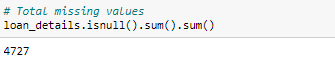 # Total missing values
loan_details.isnull().sum().sum()
4727